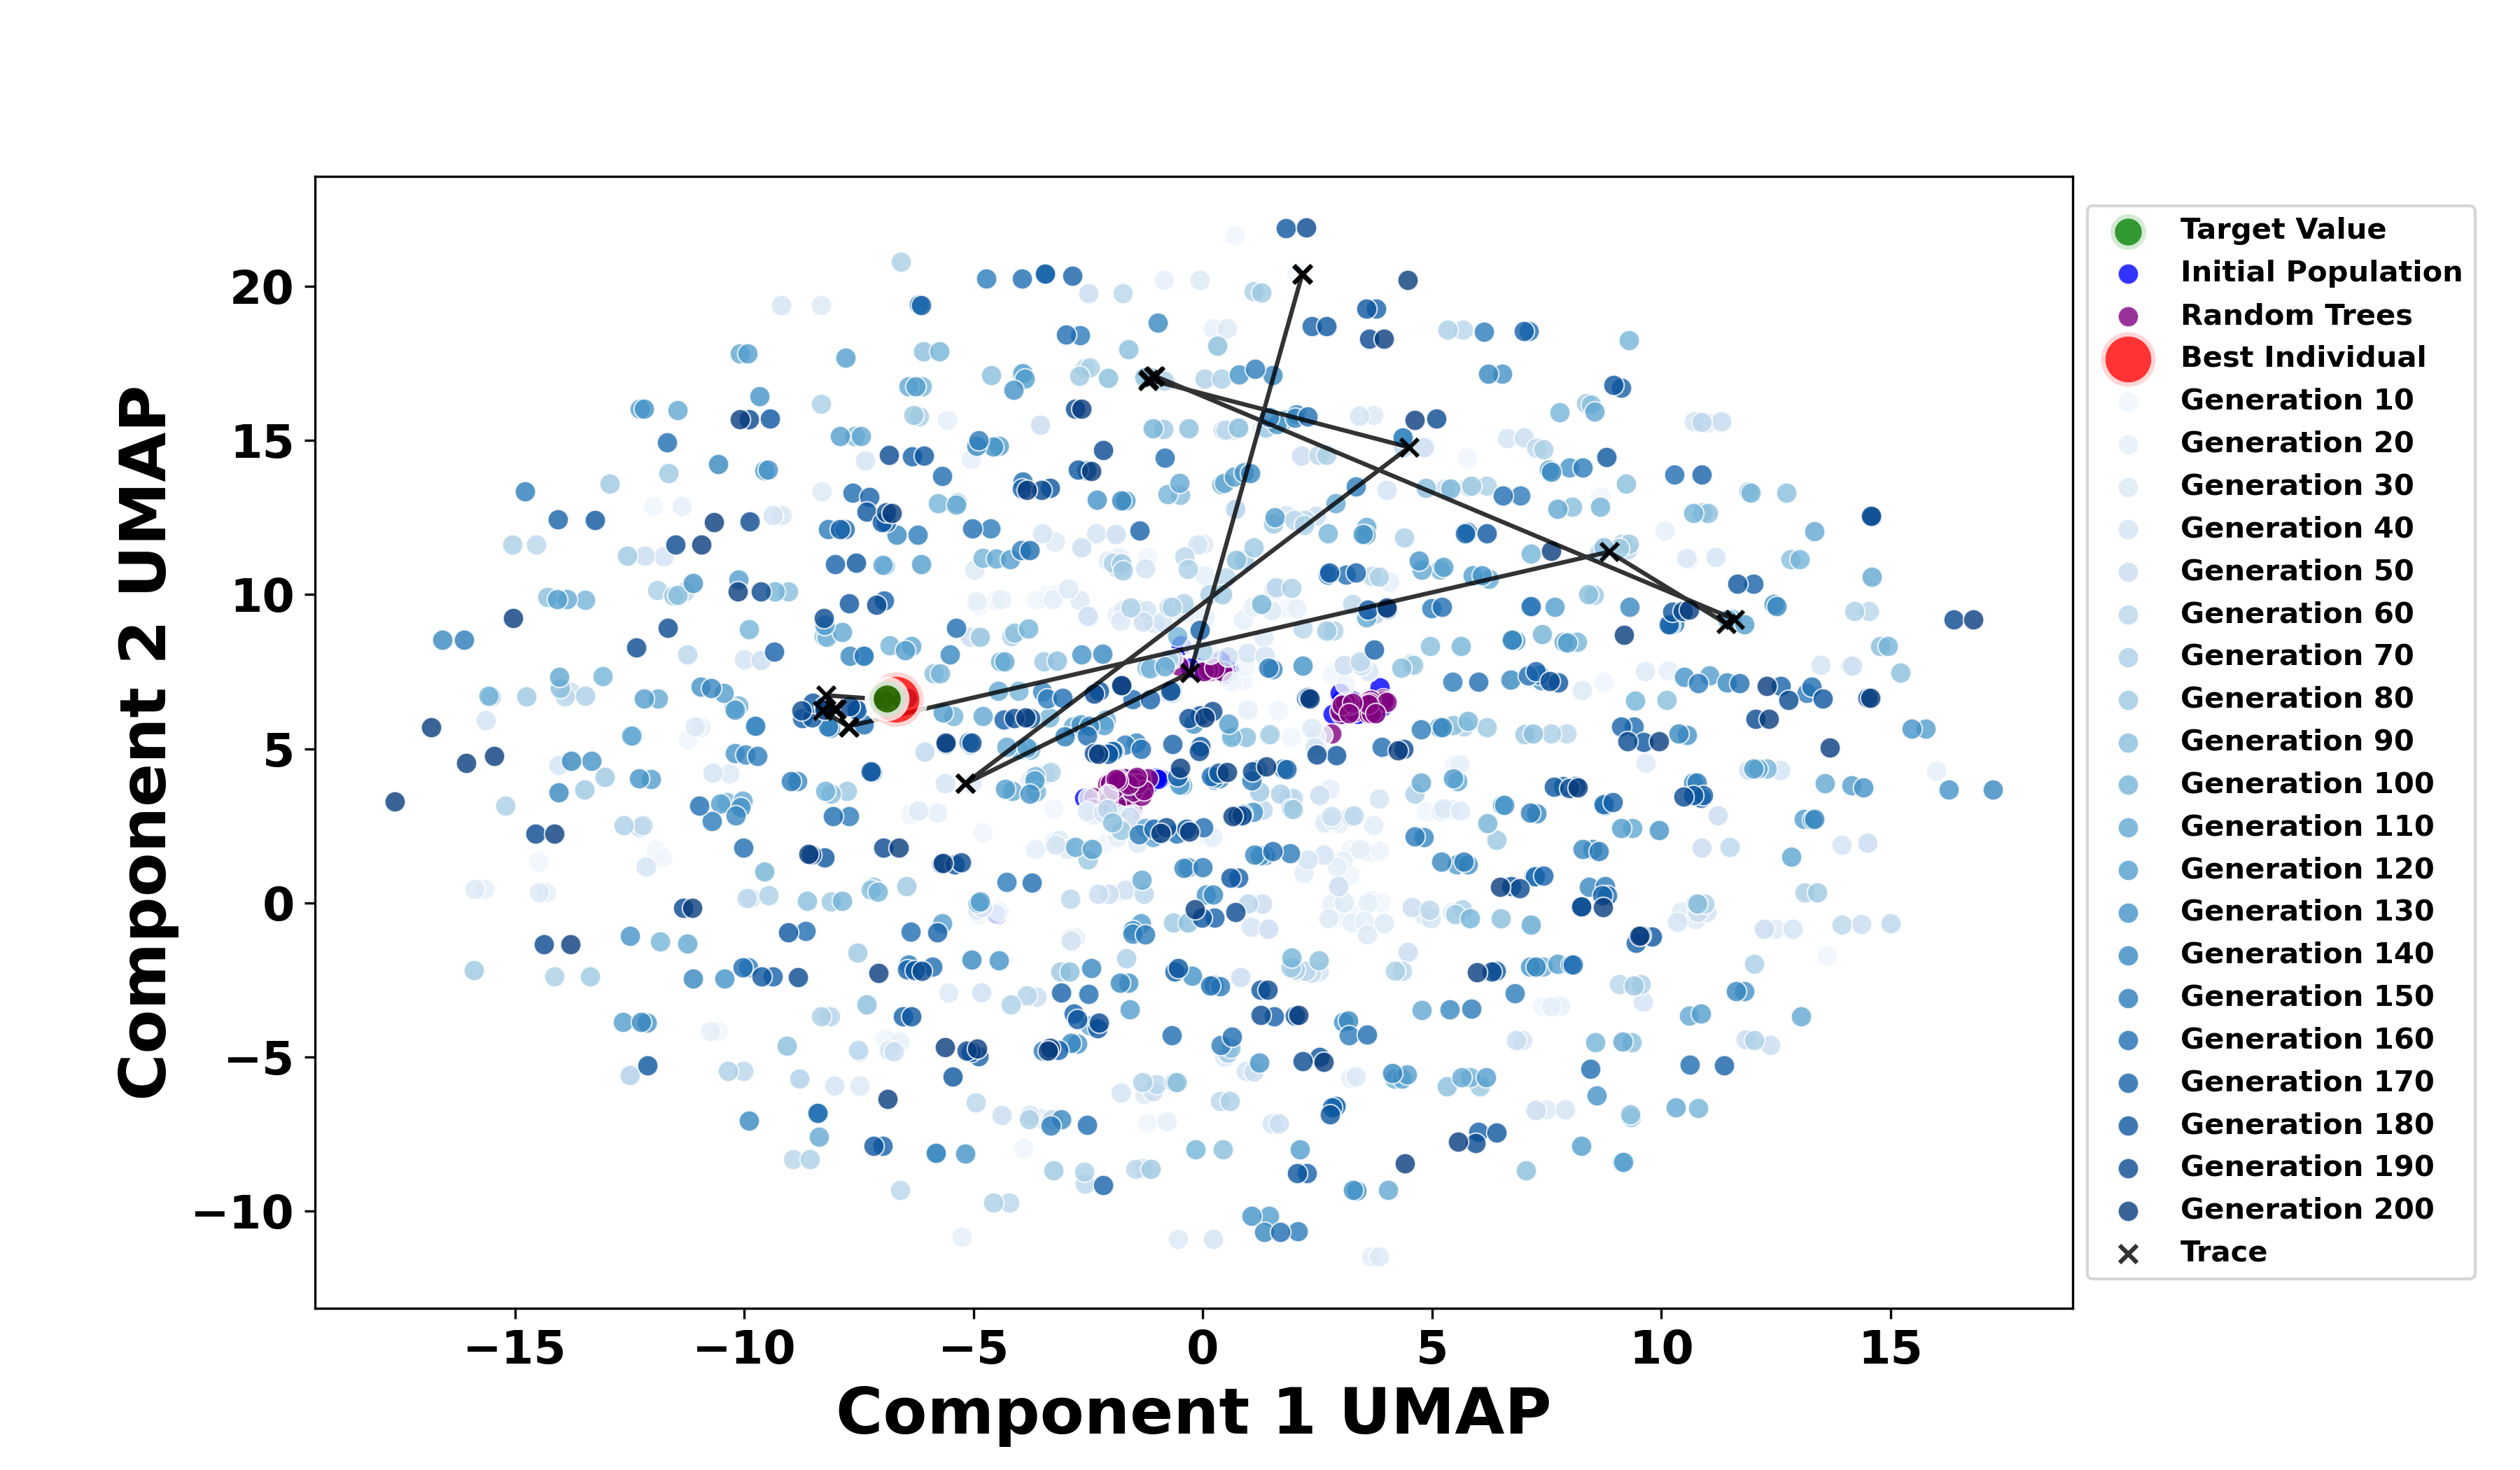 Component 2 UMAP
20
15
10
5
0
−5
−10
−15
−10
−5
0
5
10
15
Component 1 UMAP
Target Value
Initial Population
Random Trees
Best Individual
Generation 10
Generation 20
Generation 30
Generation 40
Generation 50
Generation 60
Generation 70
Generation 80
Generation 90
Generation 100
Generation 110
Generation 120
Generation 130
Generation 140
Generation 150
Generation 160
Generation 170
Generation 180
Generation 190
Generation 200
Trace